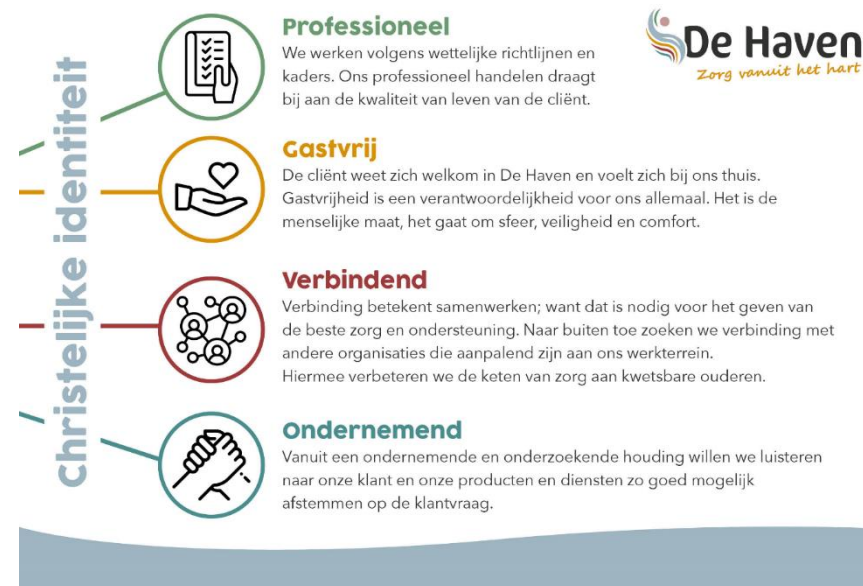 Christelijke identiteit
De Haven
Zorg vanuit het hart
Professioneel
We werken volgens wettelijke richtlijnen en
kaders. Ons professioneel handelen draagt
bij aan de kwaliteit van leven van de cliënt.
Gastvrij
De cliënt weet zich welkom in De Haven en voelt zich bij ons thuis.
Gastvrijheid is een verantwoordelijkheid voor ons allemaal. Het is de
menselijke maat, het gaat om sfeer, veiligheid en comfort.
Verbindend
Verbinding betekent samenwerken; want dat is nodig voor het geven van
de beste zorg en ondersteuning. Naar buiten toe zoeken we verbinding met
andere organisaties die aanpalend zijn aan ons werkterrein.
Hiermee verbeteren we de keten van zorg aan kwetsbare ouderen.
Ondernemend
Vanuit een ondernemende en onderzoekende houding willen we luisteren
naar onze klant en onze producten en diensten zo goed mogelijk
afstemmen op de klantvraag.